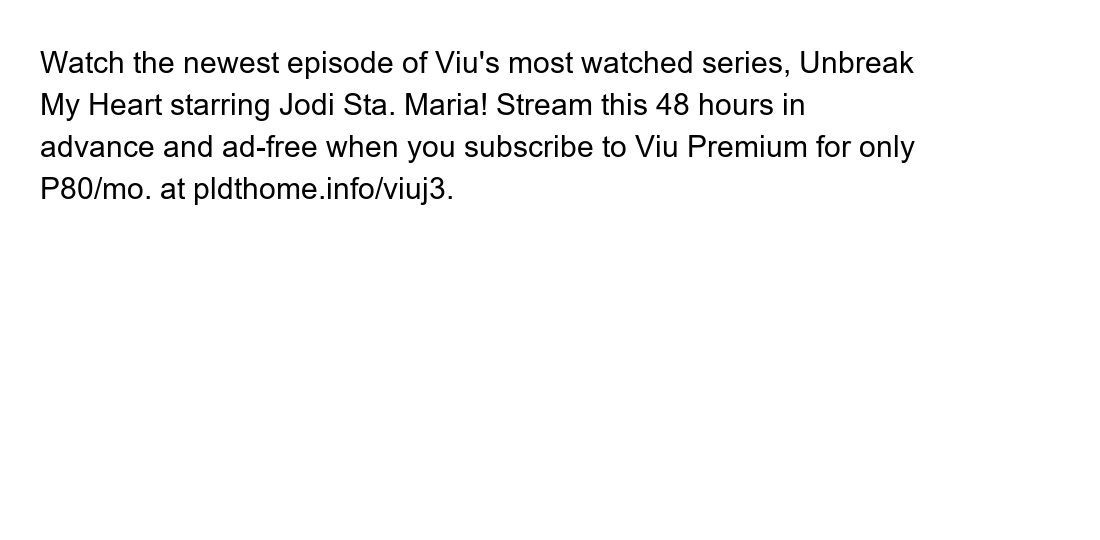 Watch the newest episode of Viu's most watched series, Unbreak
My Heart starring Jodi Sta. Maria! Stream this 48 hours in
advance and ad-free when you subscribe to Viu Premium for only
P80/mo. at pldthome.info/viuj3.